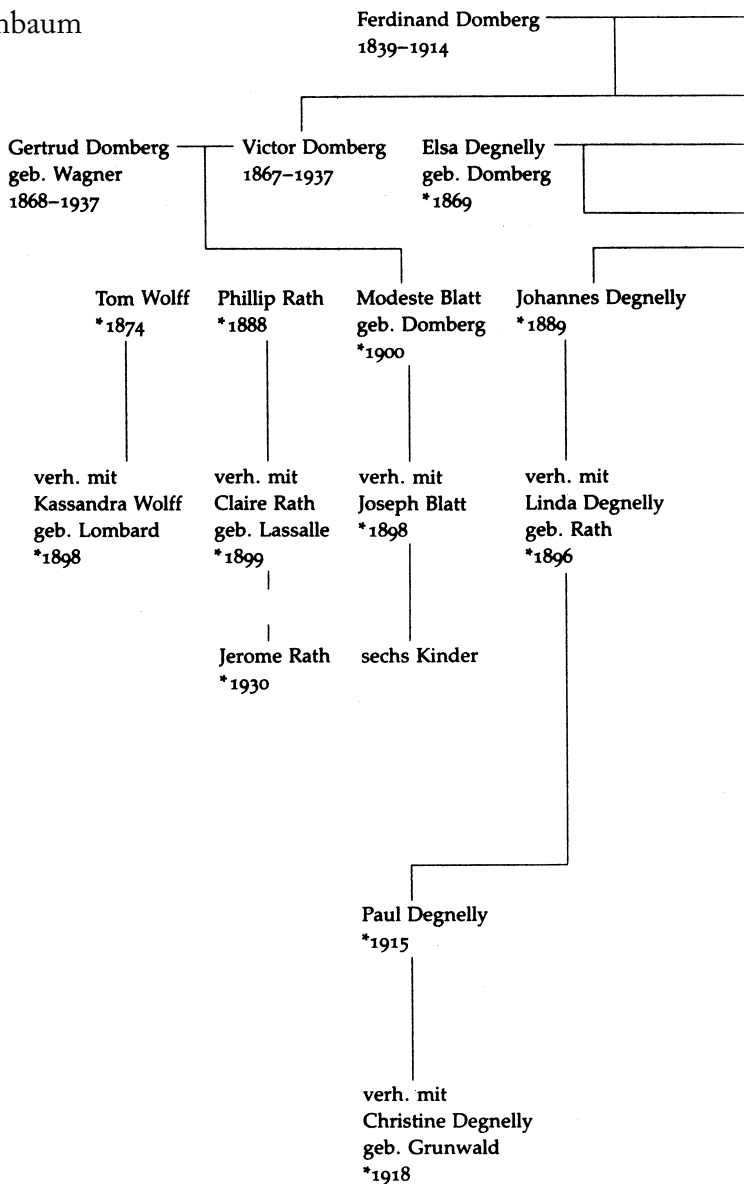 nbaum
Ferdinand Domberg
1839–1914
Gertrud Domberg
geb. Wagner
1868–1937
Victor Domberg
1867–1937
Elsa Degnelly
geb. Domberg
*1869
Tom Wolff
*1874
Phillip Rath
*1888
Modeste Blatt
geb. Domberg
*1900
Johannes Degnelly
*1889
verh. mit
Kassandra Wolff
geb. Lombard
*1898
verh. mit
Claire Rath
geb. Lassalle
*1899
verh. mit
Joseph Blatt
*1898
verh. mit
Linda Degnelly
geb. Rath
*1896
Jerome Rath
*1930
sechs Kinder
Paul Degnelly
*1915
verh. mit
Christine Degnelly
geb. Grunwald
*1918